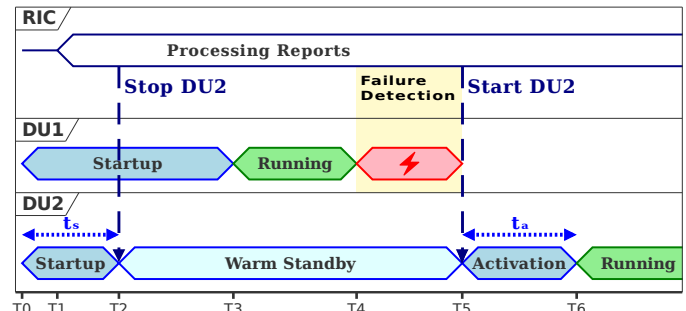 RIC
Processing Reports
Stop DU2
Failure
Detection
Start DU2
DU1
Startup
Running
DU2
ts
ta
Startup
Warm Standby
Activation
Running
T0 T1 T2 T3 T4 T5 T6